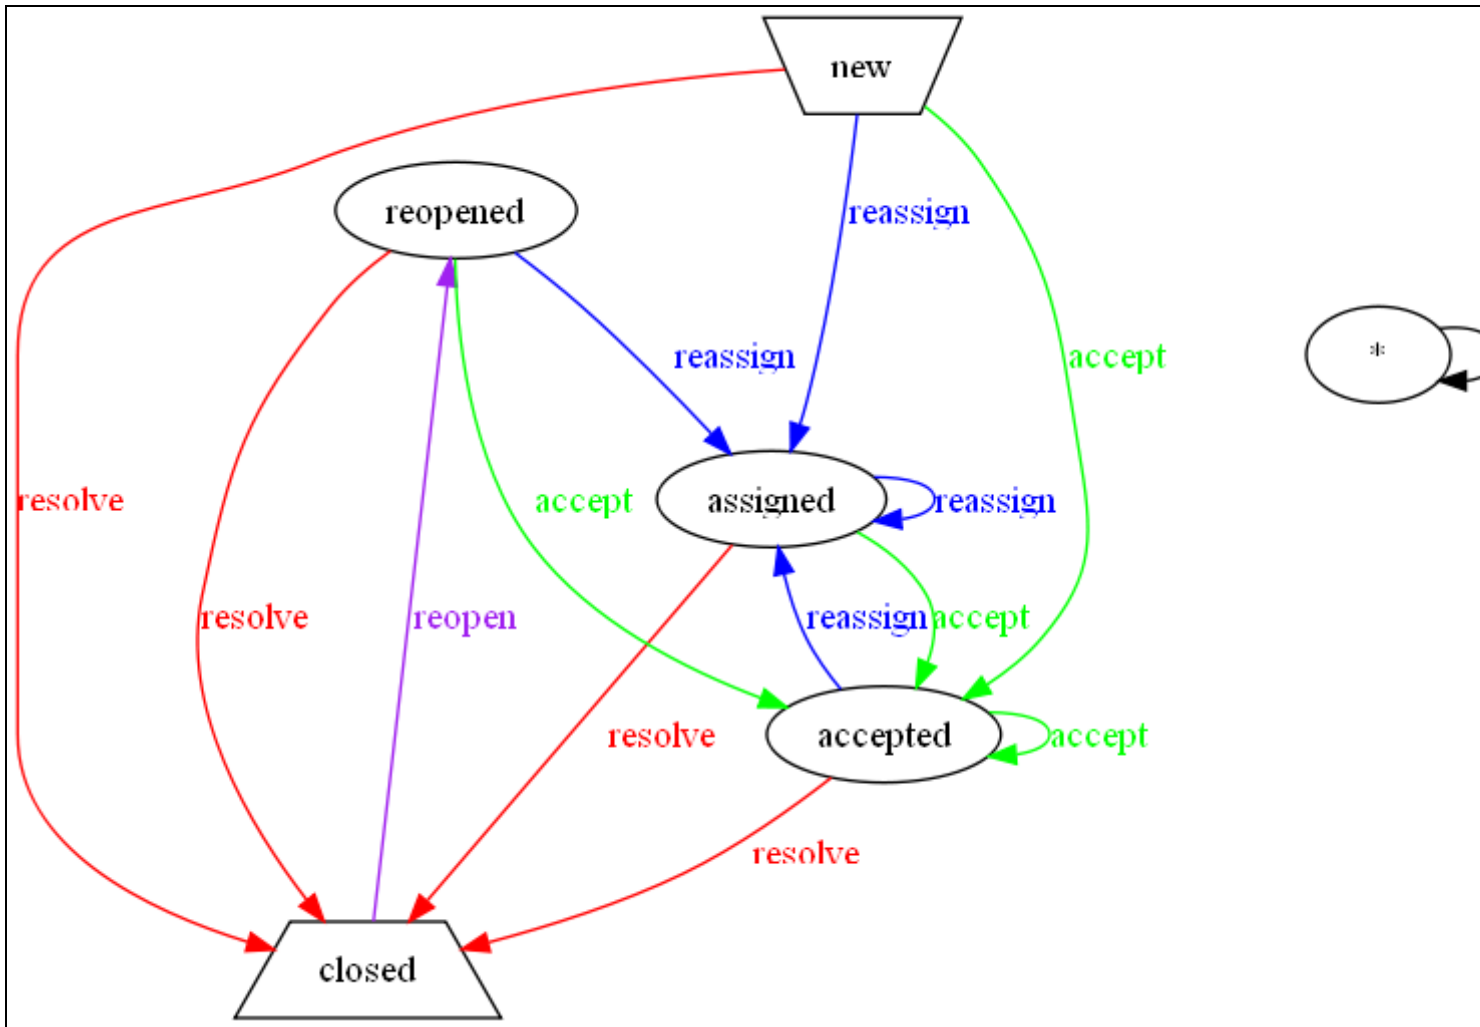 new
reopened
reassign
reassign
accept
*
resolve
accept
assigned
reassign
resolve
reopen
reassign
accept
resolve
accepted
accept
resolve
closed